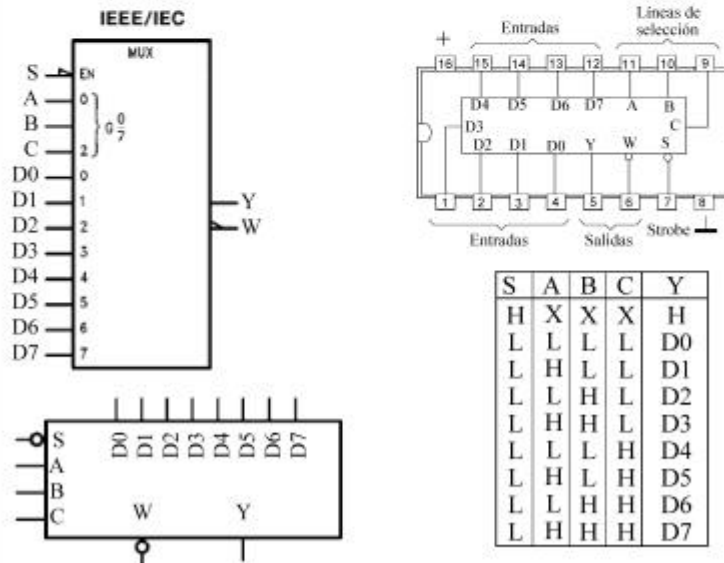 IEEE/IEC
MUX
S EN
A 0
B G 0/7
C 2
D0 0
D1 1 Y
D2 2 W
D3 3
D4 4
D5 5
D6 6
D7 7
Entradas
Líneas de
selección
+
16 15 14 13 12 11 10 9
D4 D5 D6 D7 A B
D3 C
D2 D1 D0 Y W S
1 2 3 4 5 6 7 8
Entradas Salidas Strobe
S A B C Y
H X X X H
L L L L D0
L H L L D1
L L H L D2
L H H L D3
L L L H D4
L H L H D5
L L H H D6
L H H H D7
S D0 D1 D2 D3 D4 D5 D6 D7
A
B
C W Y